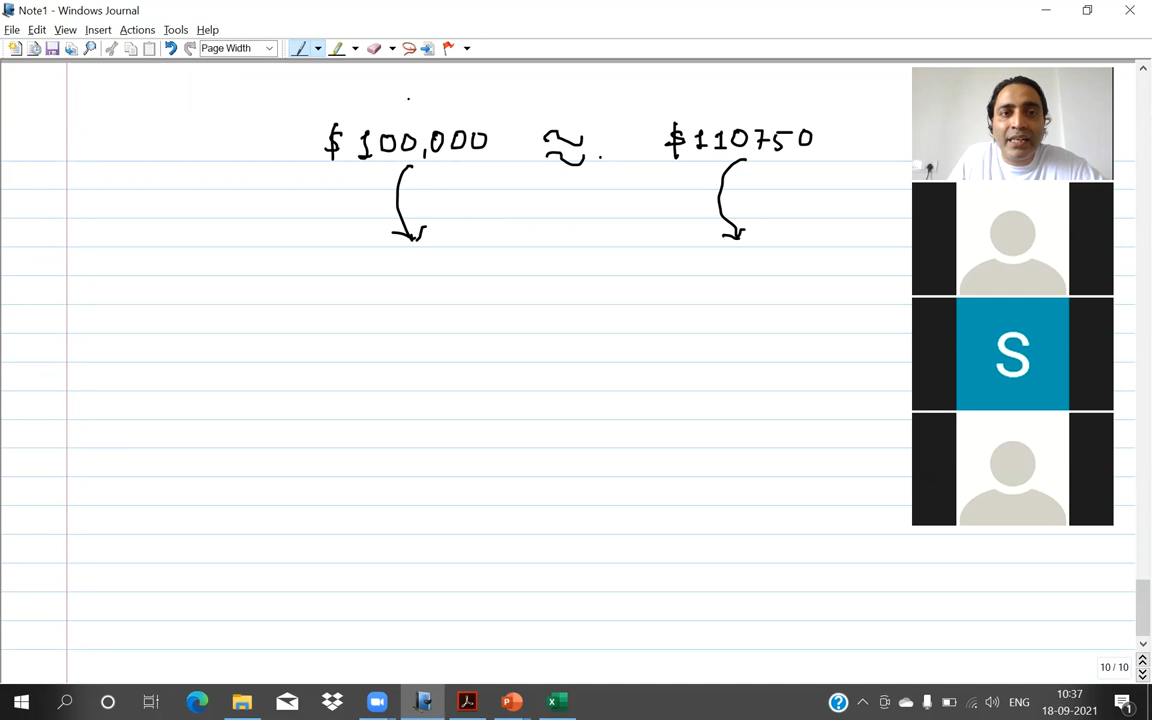 Note1 - Windows Journal
File Edit View Insert Actions Tools Help
Page Width
$ 100,000 ≈ $110750
S
10 / 10
ENG
10:37
18-09-2021
1